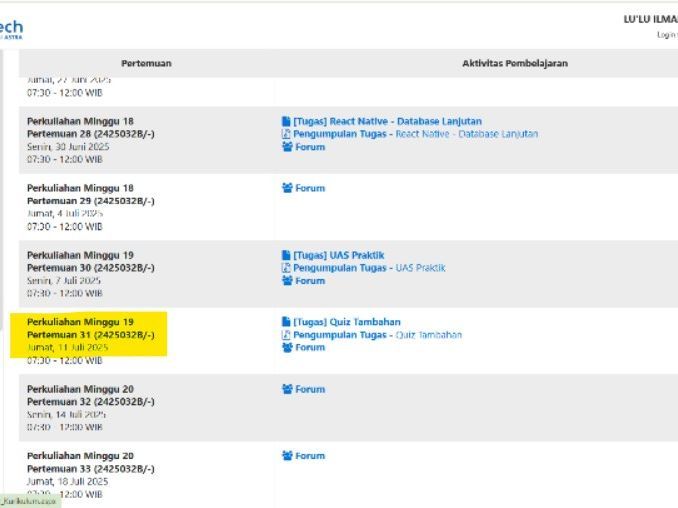 ech
ASTRA
LU'LU ILMA
Login
Pertemuan
Aktivitas Pembelajaran
Jumat, 27 Juni 2025
07:30 - 12:00 WIB
Perkuliahan Minggu 18
Pertemuan 28 (2425032B/-)
Senin, 30 Juni 2025
07:30 - 12:00 WIB
[Tugas] React Native - Database Lanjutan
Pengumpulan Tugas - React Native - Database Lanjutan
Forum
Perkuliahan Minggu 18
Pertemuan 29 (2425032B/-)
Jumat, 4 Juli 2025
07:30 - 12:00 WIB
Forum
Perkuliahan Minggu 19
Pertemuan 30 (2425032B/-)
Senin, 7 Juli 2025
07:30 - 12:00 WIB
[Tugas] UAS Praktik
Pengumpulan Tugas - UAS Praktik
Forum
Perkuliahan Minggu 19
Pertemuan 31 (2425032B/-)
Jumat, 11 Juli 2025
07:30 - 12:00 WIB
[Tugas] Quiz Tambahan
Pengumpulan Tugas - Quiz Tambahan
Forum
Perkuliahan Minggu 20
Pertemuan 32 (2425032B/-)
Senin, 14 Juli 2025
07:30 - 12:00 WIB
Forum
Perkuliahan Minggu 20
Pertemuan 33 (2425032B/-)
Jumat, 18 Juli 2025
07:30 - 12:00 WIB
Forum
_Kurikulum.aspx